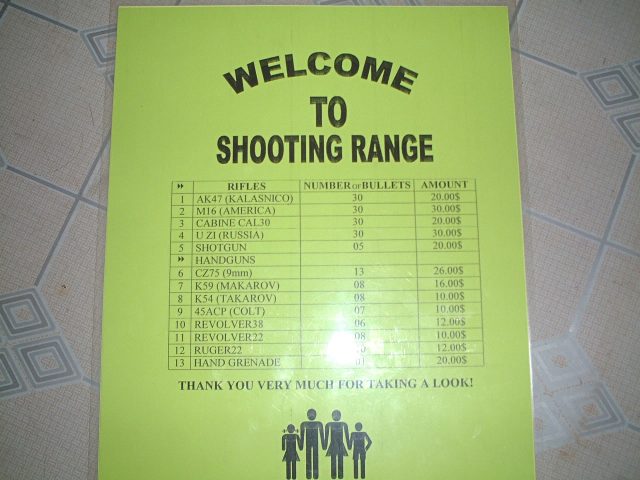 WELCOME
TO
SHOOTING RANGE
RIFLES NUMBER OF BULLETS AMOUNT
1 AK47 (KALASNICO) 30 20.00$
2 M16 (AMERICA) 30 30.00$
3 CABINE CAL30 30 20.00$
4 U ZI (RUSSIA) 30 30.00$
5 SHOTGUN 05 20.00$
HANDGUNS
6 CZ75 (9mm) 13 26.00$
7 K59 (MAKAROV) 08 16.00$
8 K54 (TAKAROV) 08 10.00$
9 45ACP (COLT) 07 10.00$
10 REVOLVER38 06 12.00$
11 REVOLVER22 08 10.00$
12 RUGER22 12.00$
13 HAND GRENADE 01 20.00$
THANK YOU VERY MUCH FOR TAKING A LOOK!